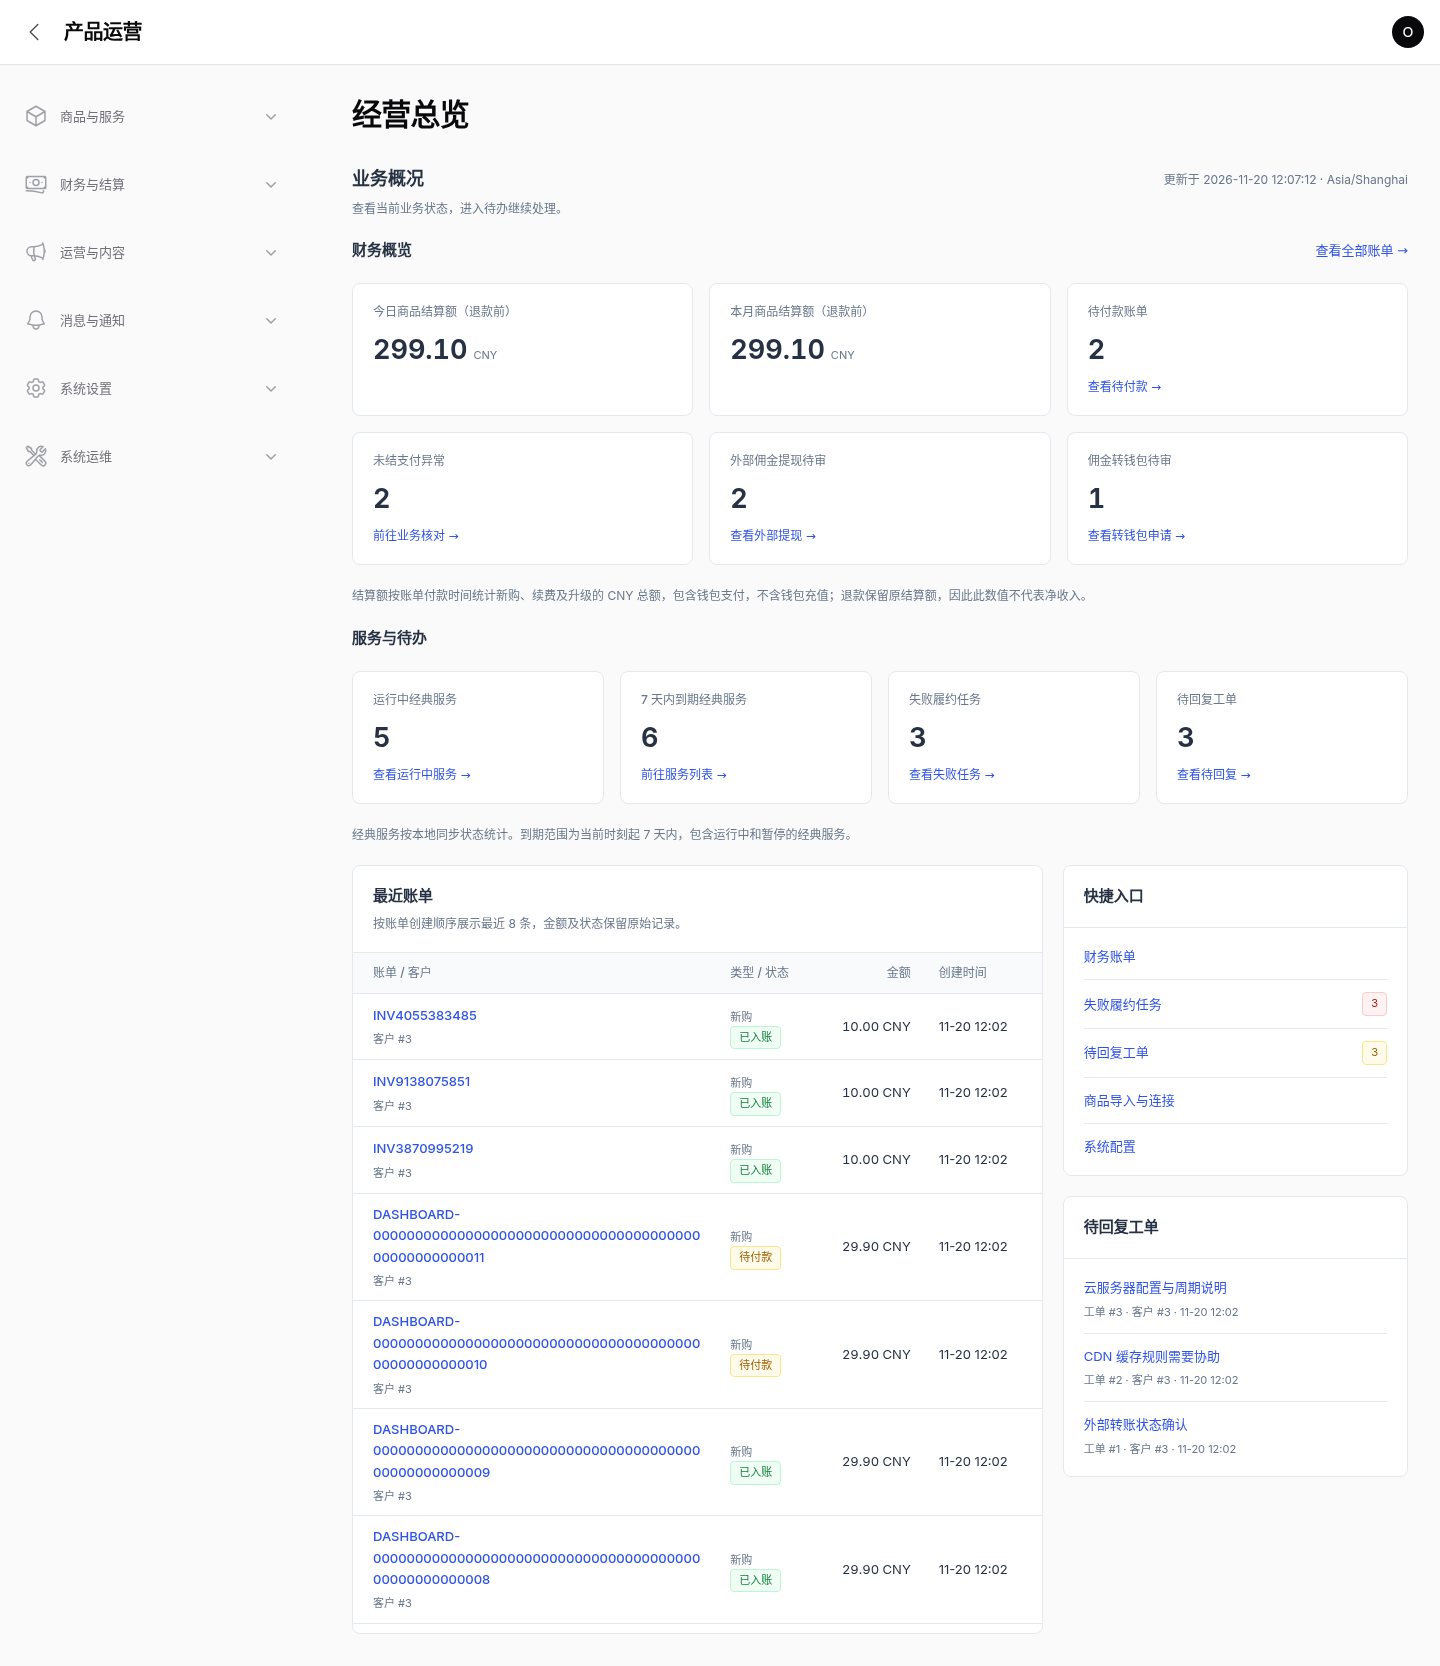 产品运营
O
商品与服务
财务与结算
运营与内容
消息与通知
系统设置
系统运维
经营总览
业务概况
更新于 2026-11-20 12:07:12 · Asia/Shanghai
查看当前业务状态，进入待办继续处理。
财务概览
查看全部账单 →
今日商品结算额（退款前）
299.10 CNY
本月商品结算额（退款前）
299.10 CNY
待付款账单
2
查看待付款 →
未结支付异常
2
前往业务核对 →
外部佣金提现待审
2
查看外部提现 →
佣金转钱包待审
1
查看转钱包申请 →
结算额按账单付款时间统计新购、续费及升级的 CNY 总额，包含钱包支付，不含钱包充值；退款保留原结算额，因此此数值不代表净收入。
服务与待办
运行中经典服务
5
查看运行中服务 →
7 天内到期经典服务
6
前往服务列表 →
失败履约任务
3
查看失败任务 →
待回复工单
3
查看待回复 →
经典服务按本地同步状态统计。到期范围为当前时刻起 7 天内，包含运行中和暂停的经典服务。
最近账单
按账单创建顺序展示最近 8 条，金额及状态保留原始记录。
账单 / 客户 类型 / 状态 金额 创建时间
INV4055383485
客户 #3
新购
已入账
10.00 CNY
11-20 12:02
INV9138075851
客户 #3
新购
已入账
10.00 CNY
11-20 12:02
INV3870995219
客户 #3
新购
已入账
10.00 CNY
11-20 12:02
DASHBOARD-
00000000000000000000000000000000000000
00000000000011
客户 #3
新购
待付款
29.90 CNY
11-20 12:02
DASHBOARD-
00000000000000000000000000000000000000
00000000000010
客户 #3
新购
待付款
29.90 CNY
11-20 12:02
DASHBOARD-
00000000000000000000000000000000000000
00000000000009
客户 #3
新购
已入账
29.90 CNY
11-20 12:02
DASHBOARD-
00000000000000000000000000000000000000
00000000000008
客户 #3
新购
已入账
29.90 CNY
11-20 12:02
快捷入口
财务账单
失败履约任务 3
待回复工单 3
商品导入与连接
系统配置
待回复工单
云服务器配置与周期说明
工单 #3 · 客户 #3 · 11-20 12:02
CDN 缓存规则需要协助
工单 #2 · 客户 #3 · 11-20 12:02
外部转账状态确认
工单 #1 · 客户 #3 · 11-20 12:02